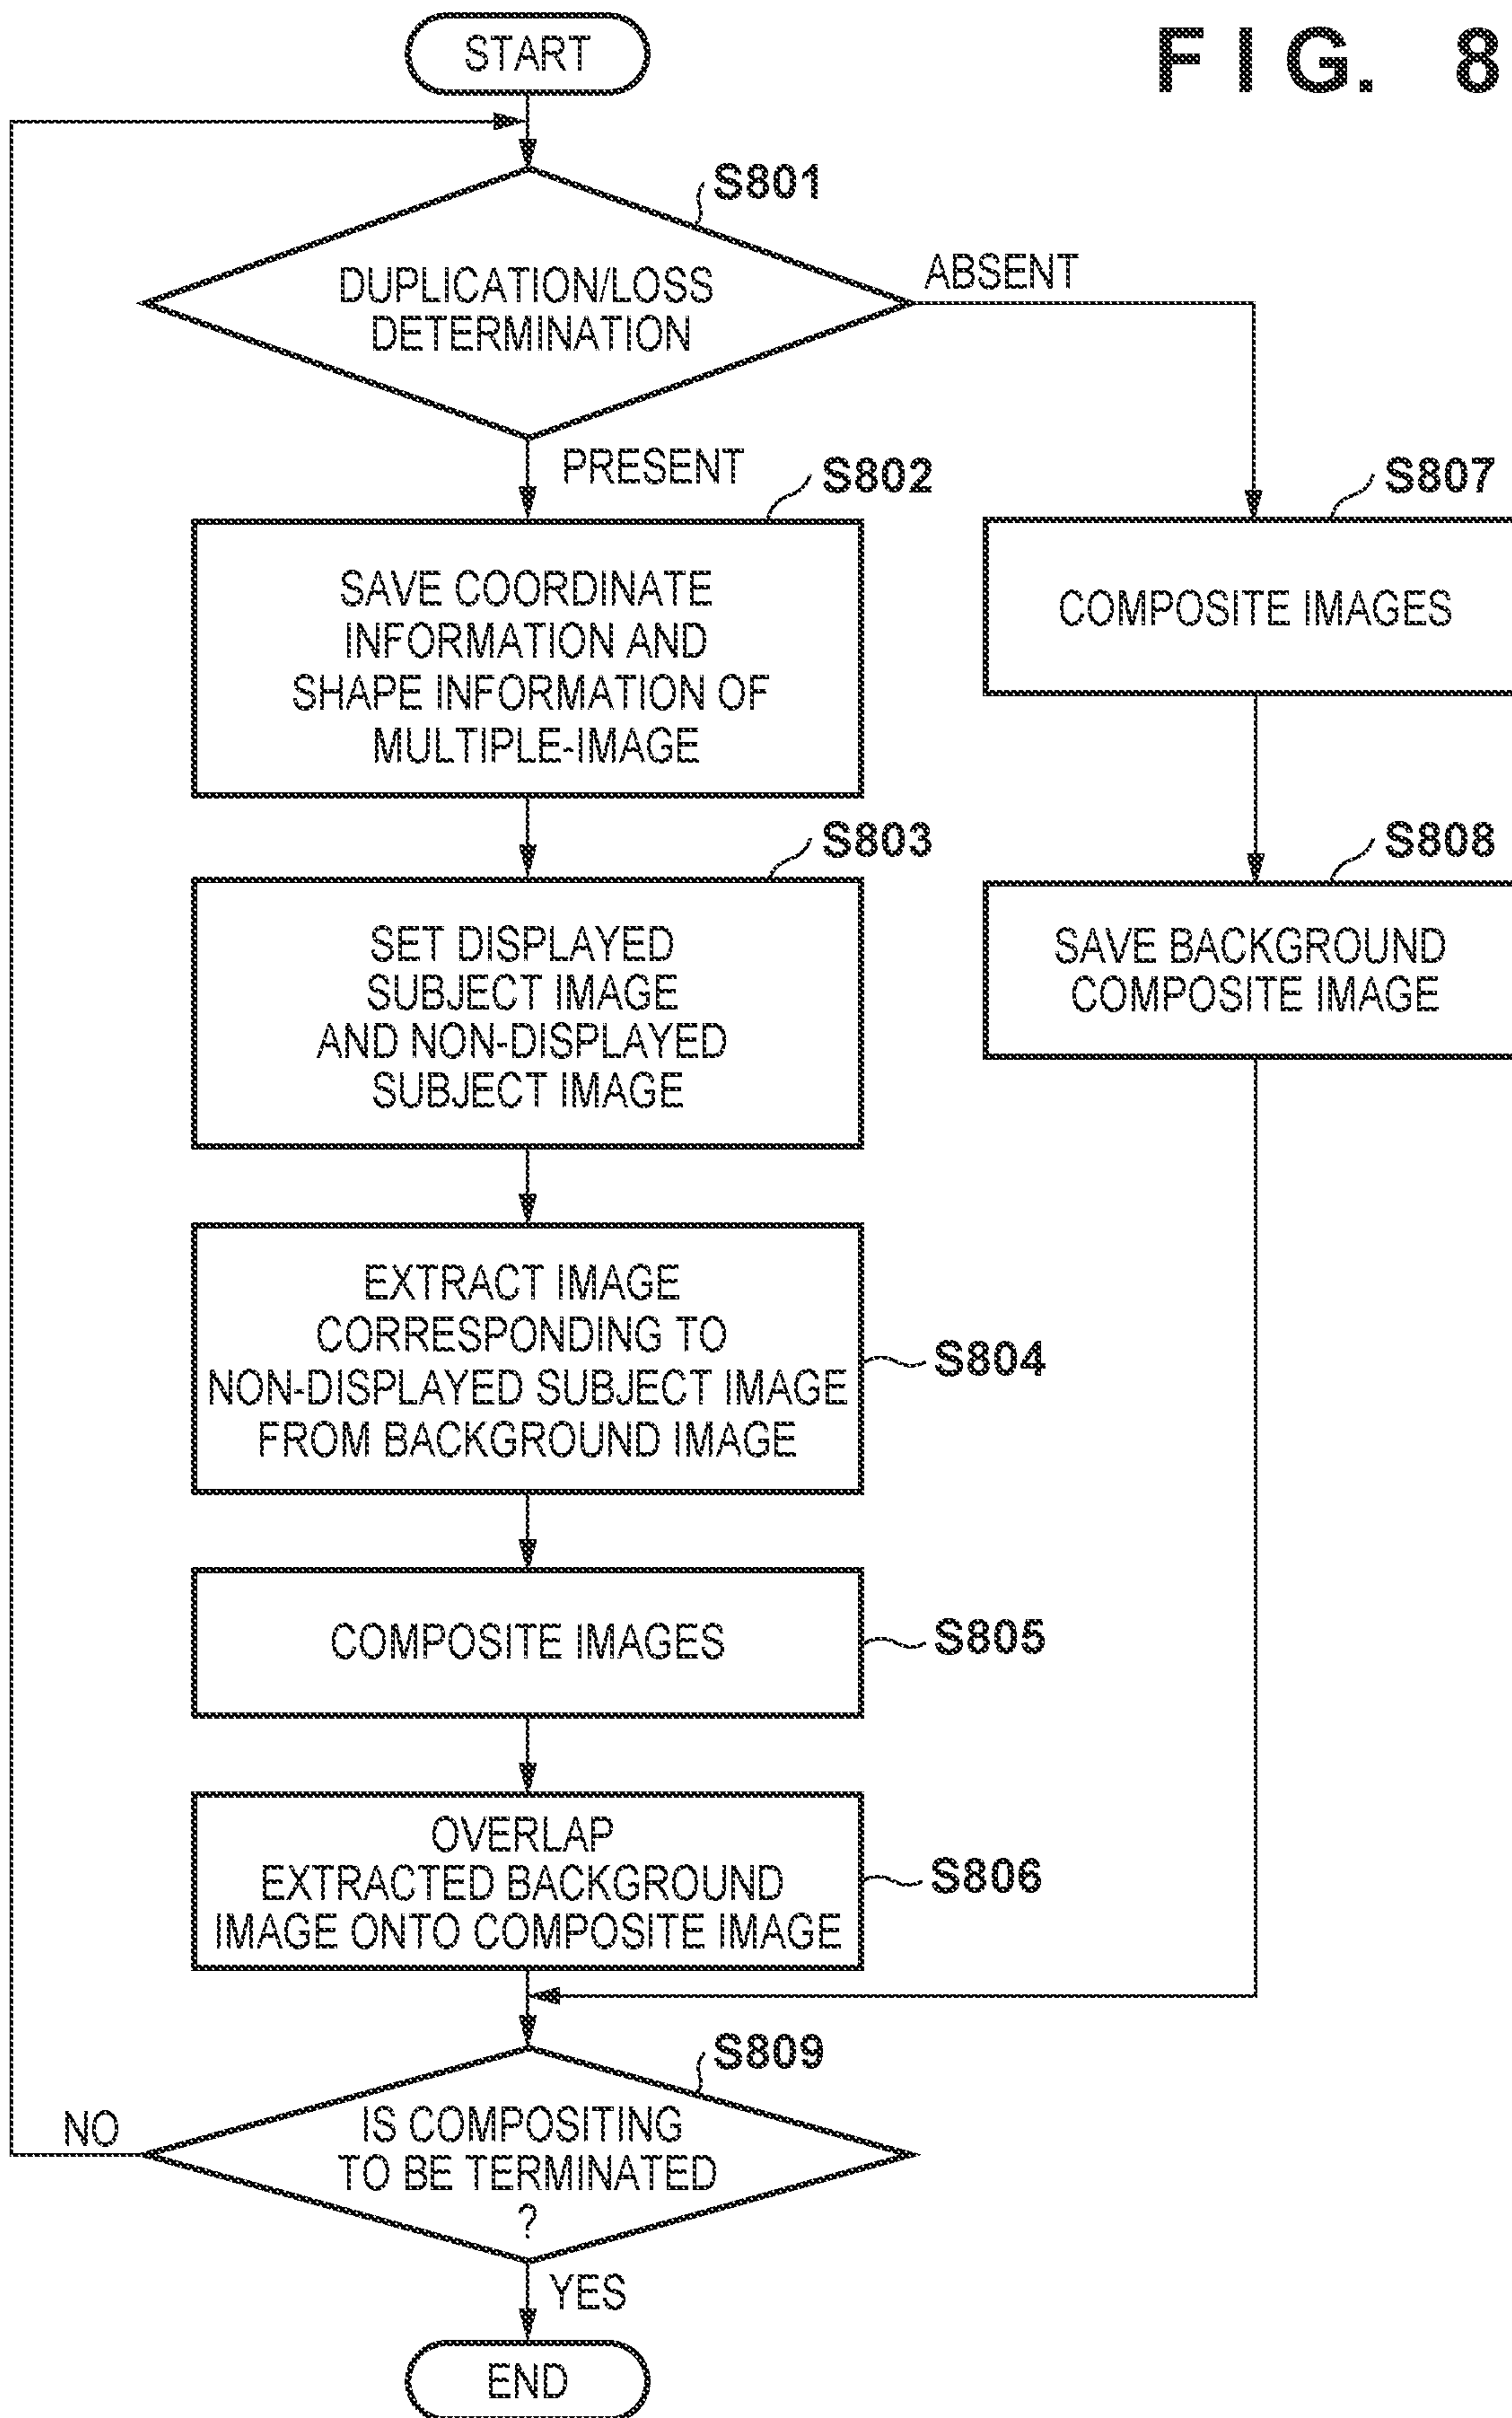 FIG. 8
START
S801
DUPLICATION/LOSS
DETERMINATION
ABSENT
PRESENT
S802
SAVE COORDINATE
INFORMATION AND
SHAPE INFORMATION OF
MULTIPLE-IMAGE
S807
COMPOSITE IMAGES
S803
SET DISPLAYED
SUBJECT IMAGE
AND NON-DISPLAYED
SUBJECT IMAGE
S808
SAVE BACKGROUND
COMPOSITE IMAGE
EXTRACT IMAGE
CORRESPONDING TO
NON-DISPLAYED SUBJECT IMAGE
FROM BACKGROUND IMAGE
S804
COMPOSITE IMAGES
S805
OVERLAP
EXTRACTED BACKGROUND
IMAGE ONTO COMPOSITE IMAGE
S806
S809
IS COMPOSITING
TO BE TERMINATED
?
NO
YES
END